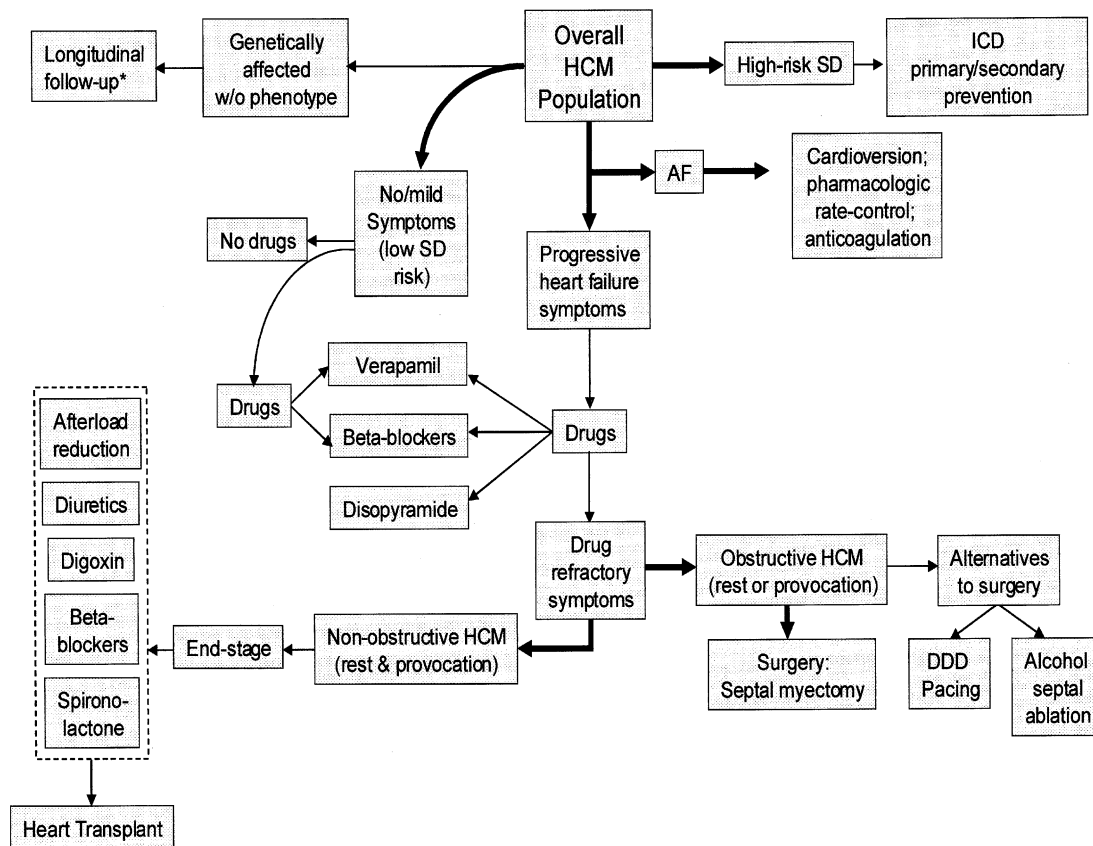 Overall
HCM
Population
Longitudinal
follow-up*
Genetically
affected
w/o phenotype
High-risk SD
ICD
primary/secondary
prevention
AF
Cardioversion;
pharmacologic
rate-control;
anticoagulation
No/mild
Symptoms
(low SD
risk)
No drugs
Progressive
heart failure
symptoms
Drugs
Verapamil
Beta-blockers
Disopyramide
Drugs
Afterload
reduction
Diuretics
Digoxin
Beta-
blockers
Spirono-
lactone
Drug
refractory
symptoms
Obstructive HCM
(rest or provocation)
Alternatives
to surgery
End-stage
Non-obstructive HCM
(rest & provocation)
Surgery:
Septal myectomy
DDD
Pacing
Alcohol
septal
ablation
Heart Transplant